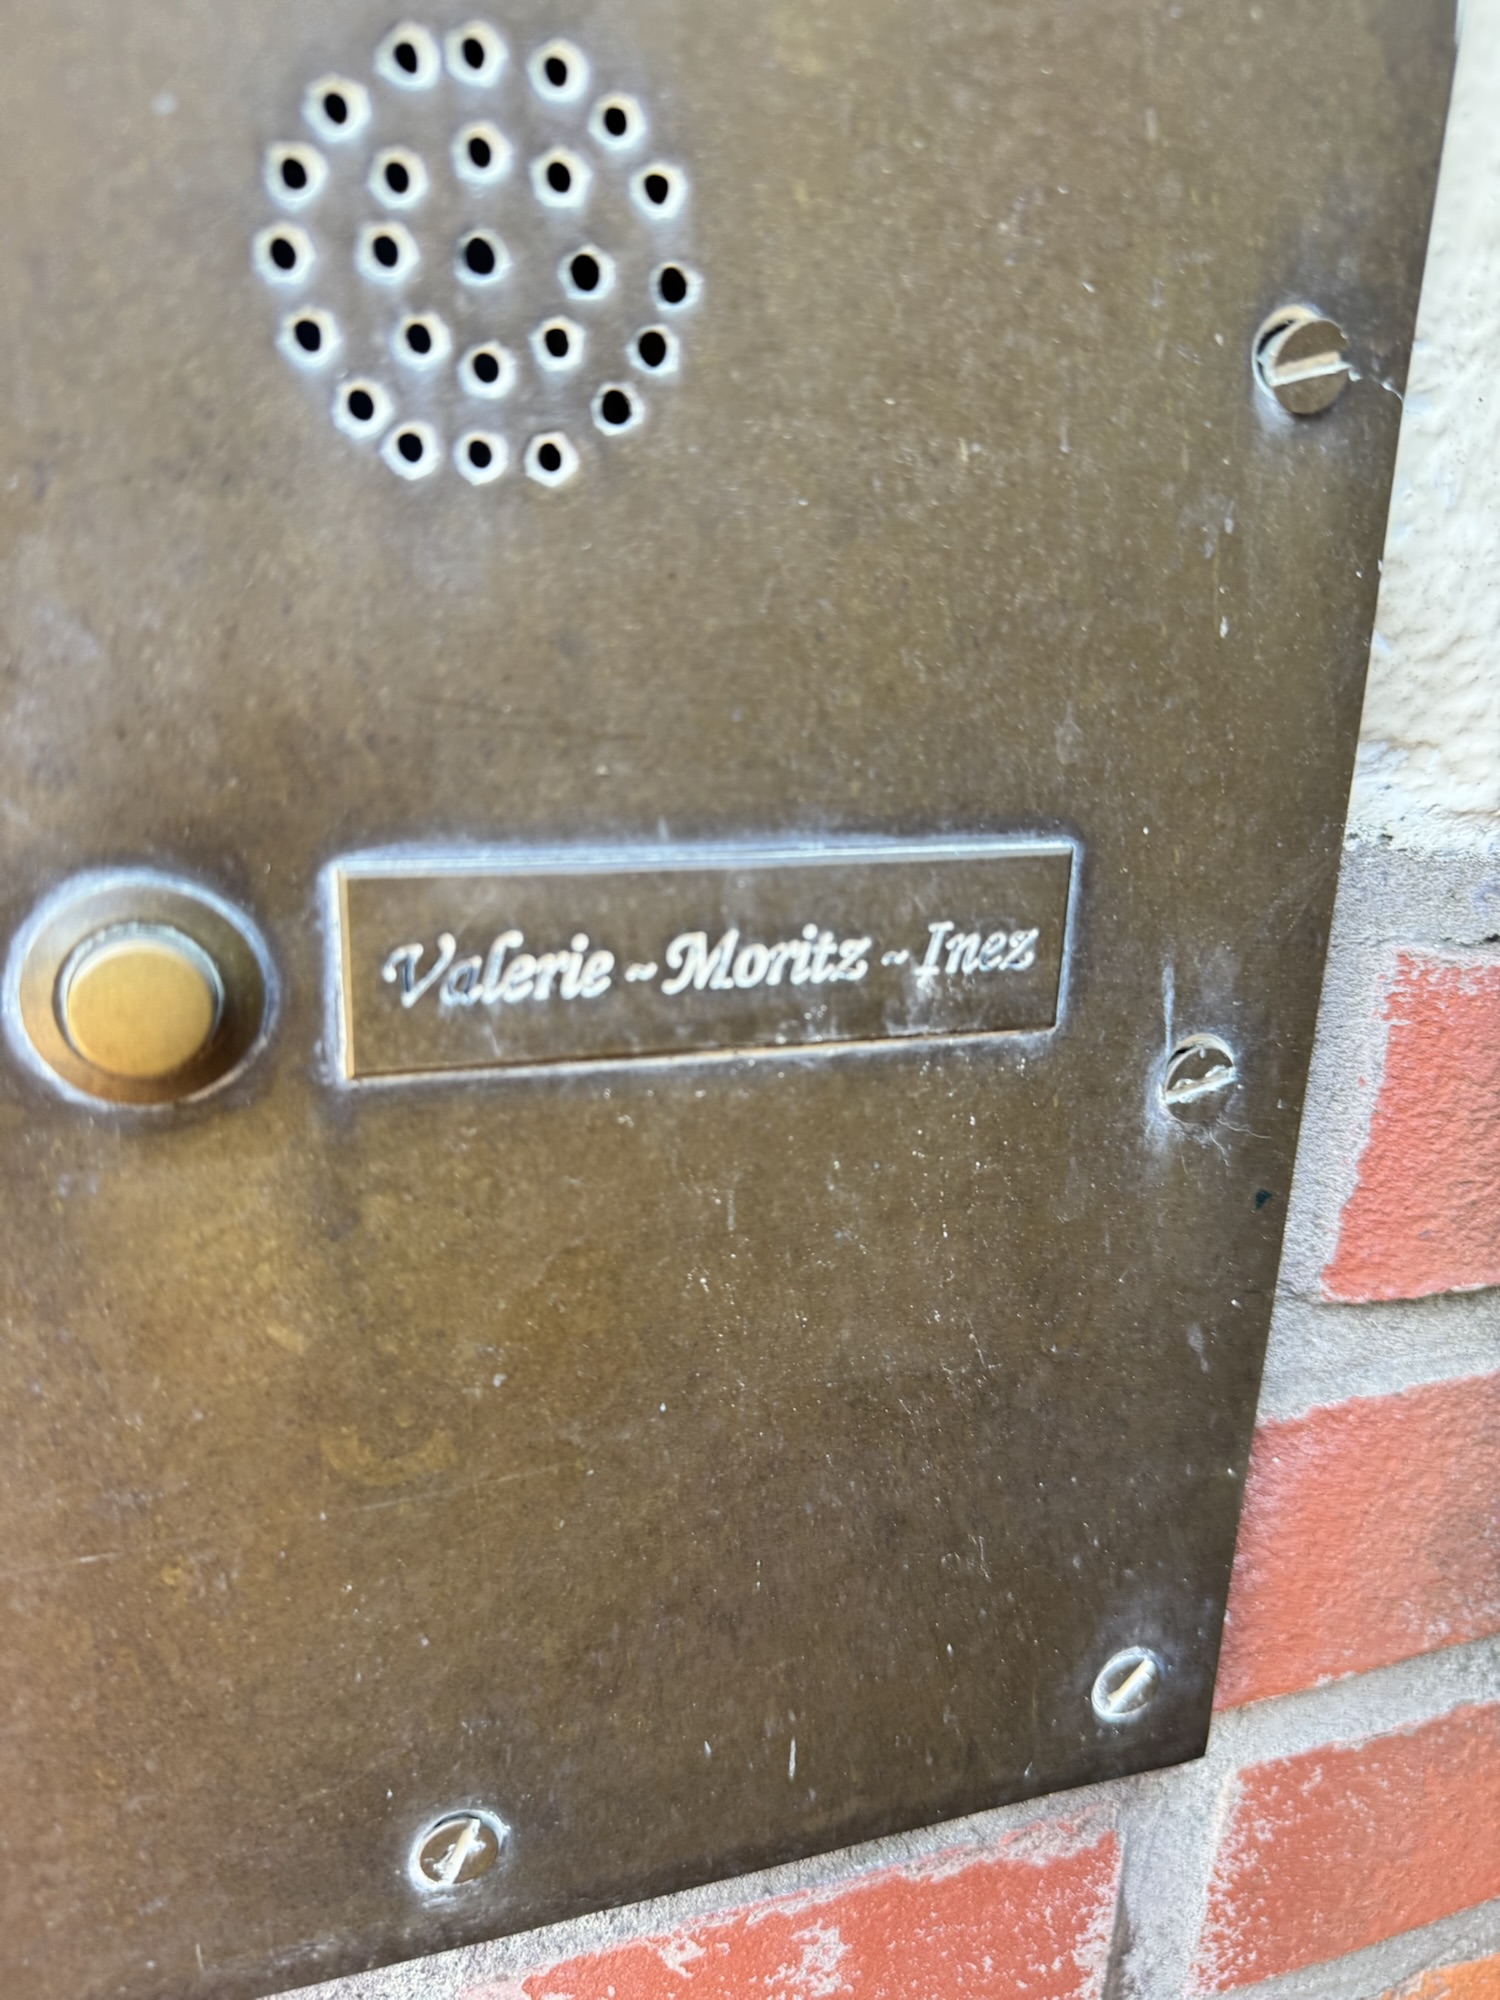 Valerie ~ Moritz ~ Inez